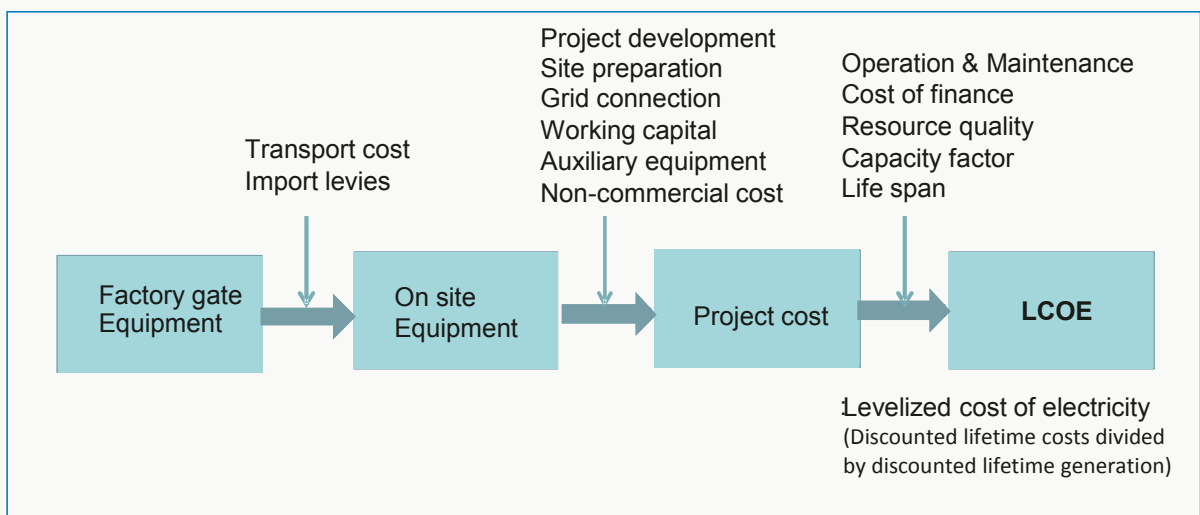 Transport cost
Import levies
Project development
Site preparation
Grid connection
Working capital
Auxiliary equipment
Non-commercial cost
Operation & Maintenance
Cost of finance
Resource quality
Capacity factor
Life span
Factory gate
Equipment
On site
Equipment
Project cost
LCOE
:Levelized cost of electricity
(Discounted lifetime costs divided
by discounted lifetime generation)